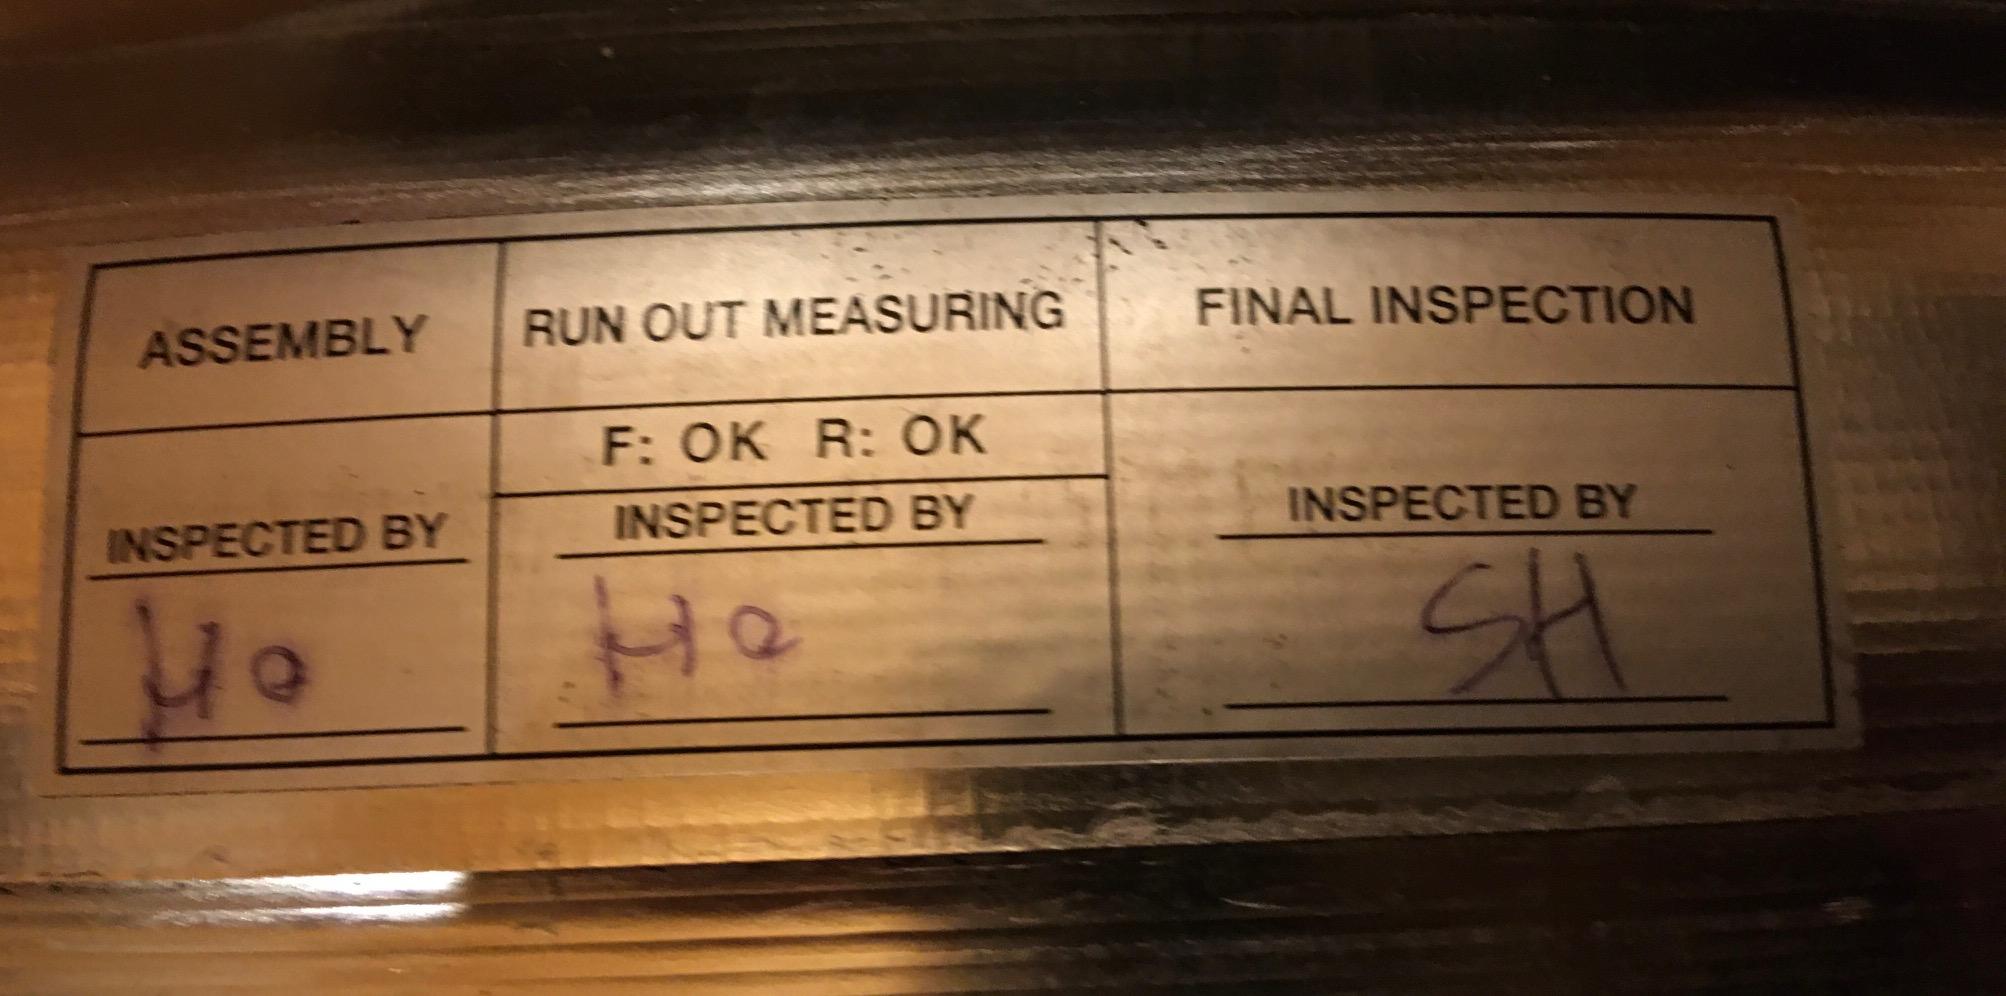 ASSEMBLY
RUN OUT MEASURING
FINAL INSPECTION
F: OK R: OK
INSPECTED BY
INSPECTED BY
INSPECTED BY
Ho
Ho
SH